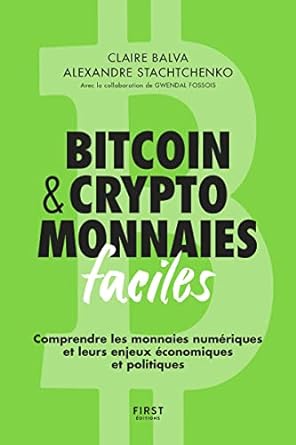 CLAIRE BALVA
ALEXANDRE STACHTCHENKO
Avec la collaboration de GWENDAL FOSSOIS
BITCOIN
& CRYPTO
MONNAIES
faciles
Comprendre les monnaies numériques
et leurs enjeux économiques
et politiques
FIRST
ÉDITIONS